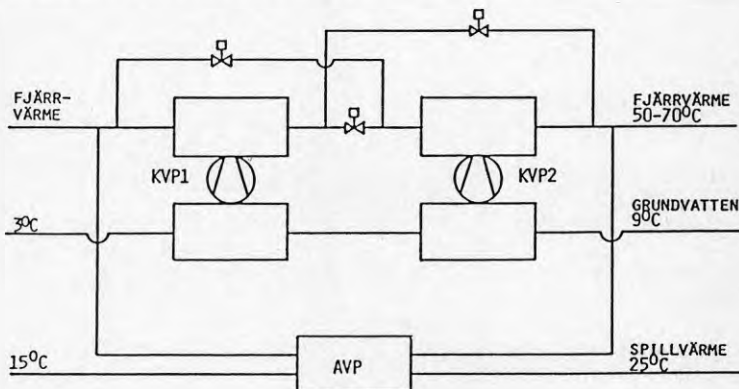 FJÄRR-
VÄRME
FJÄRRVÄRME
50-70°C
KVP1
KVP2
3°C
GRUNDVATTEN
9°C
15°C
AVP
SPILLVÄRME
25°C